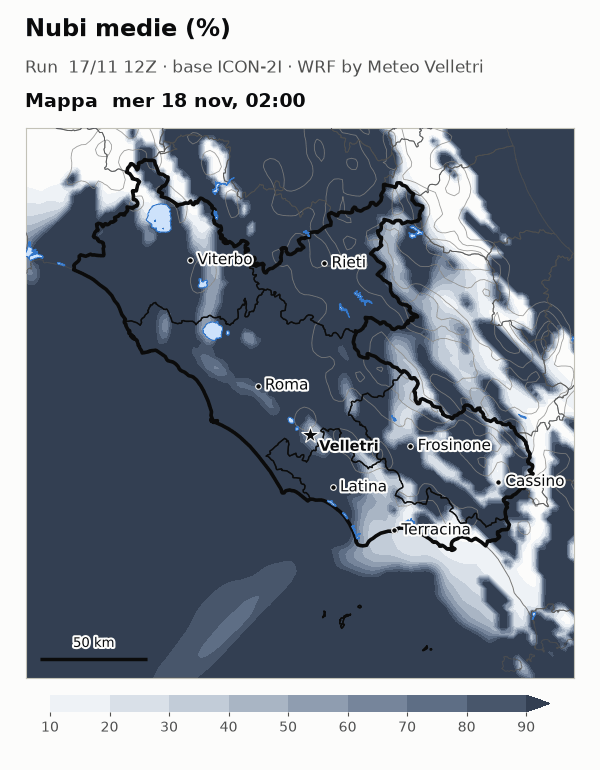 Nubi medie (%)
Run  17/11 12Z · base ICON-2I · WRF by Meteo Velletri
Mappa  mer 18 nov, 02:00
Viterbo
Rieti
Roma
Velletri
Frosinone
Cassino
Latina
Terracina
50 km
10 20 30 40 50 60 70 80 90